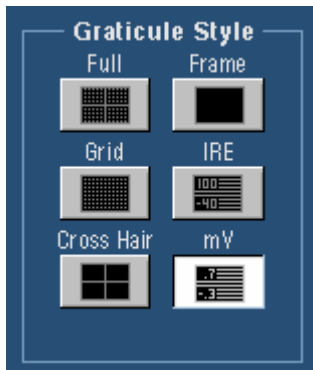 Graticule Style
Full Frame
Grid IRE
100
-40
Cross Hair mV
.7
-.3